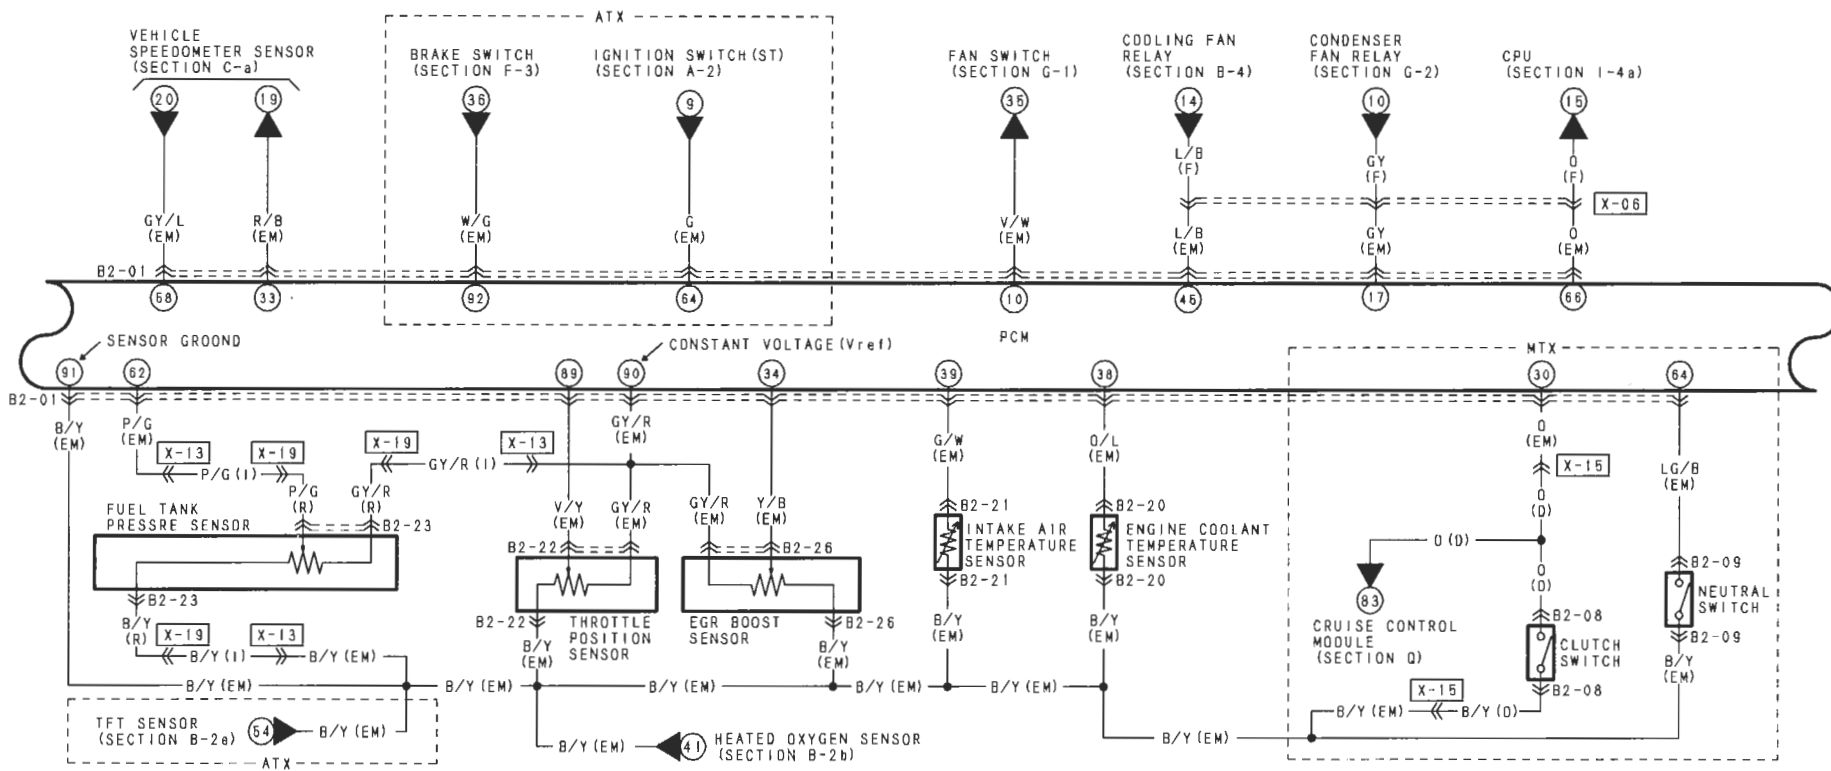 ATX
VEHICLE
SPEEDOMETER SENSOR
(SECTION C-a)
BRAKE SWITCH
(SECTION F-3)
IGNITION SWITCH(ST)
(SECTION A-2)
FAN SWITCH
(SECTION G-1)
COOLING FAN
RELAY
(SECTION B-4)
CONDENSER
FAN RELAY
(SECTION G-2)
CPU
(SECTION I-4a)
20 19 36 9 35 14 10 15
L/B
(F)
GY
(F)
O
(F)
X-06
GY/L
(EM)
R/B
(EM)
W/G
(EM)
G
(EM)
V/W
(EM)
L/B
(EM)
GY
(EM)
O
(EM)
B2-01
68 33 92 64 10 45 17 66
SENSOR GROUND
CONSTANT VOLTAGE(Vref)
PCM
MTX
91 62 89 90 34 39 38 30 64
B2-01
B/Y
(EM)
P/G
(EM)
GY/R
(EM)
G/W
(EM)
O/L
(EM)
O
(EM)
X-13
X-19
X-19
X-13
P/G(I)
GY/R(I)
X-15
LG/B
(EM)
P/G
(R)
GY/R
(R)
V/Y
(EM)
GY/R
(EM)
GY/R
(EM)
Y/B
(EM)
O
(D)
FUEL TANK
PRESSRE SENSOR
B2-23
B2-22
B2-26
B2-21
B2-20
INTAKE AIR
TEMPERATURE
SENSOR
ENGINE COOLANT
TEMPERATURE
SENSOR
O(D)
O
(D)
B2-09
B2-23
B2-21
B2-20
83
NEUTRAL
SWITCH
B/Y
(R)
X-19
X-13
B/Y(I)
B/Y(EM)
B2-22
THROTTLE
POSITION
SENSOR
EGR BOOST
SENSOR
B2-26
B/Y
(EM)
B/Y
(EM)
B/Y
(EM)
B/Y
(EM)
CRUISE CONTROL
MODULE
(SECTION Q)
B2-08
CLUTCH
SWITCH
B2-09
B/Y
(EM)
B2-08
B/Y(EM)
B/Y(EM)
B/Y(EM)
B/Y(EM)
B/Y(EM)
X-15
B/Y(EM)
B/Y(D)
TFT SENSOR
(SECTION B-2e)
54
B/Y(EM)
ATX
B/Y(EM)
41
HEATED OXYGEN SENSOR
(SECTION B-2b)
B/Y(EM)